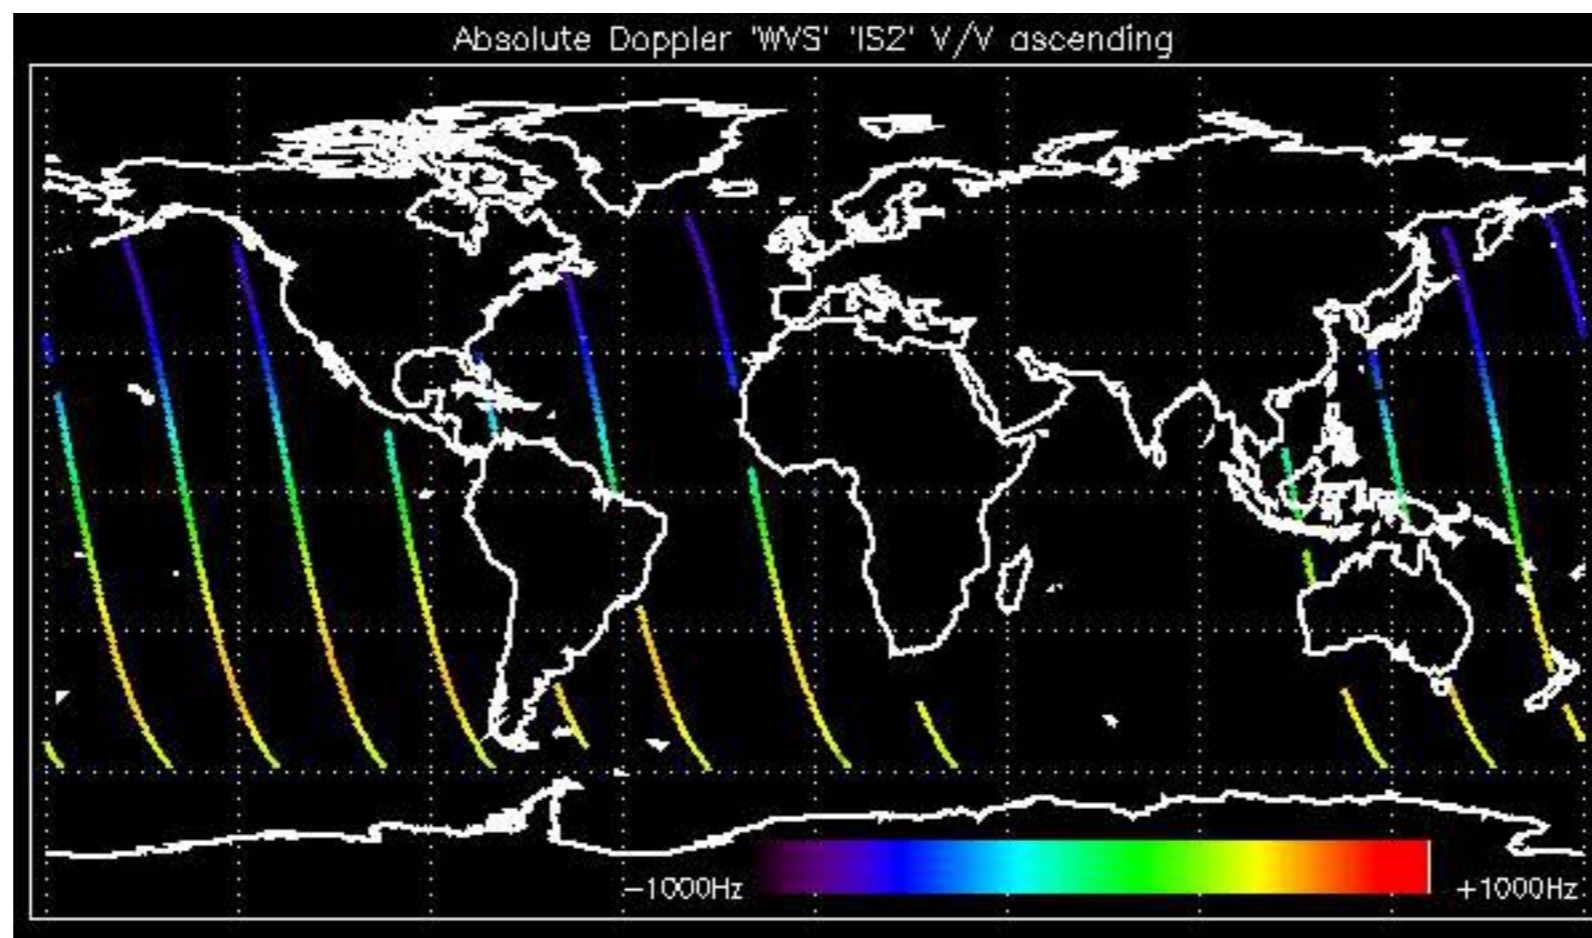 Absolute Doppler 'WVS' 'IS2' V/V ascending
-1000Hz
+1000Hz